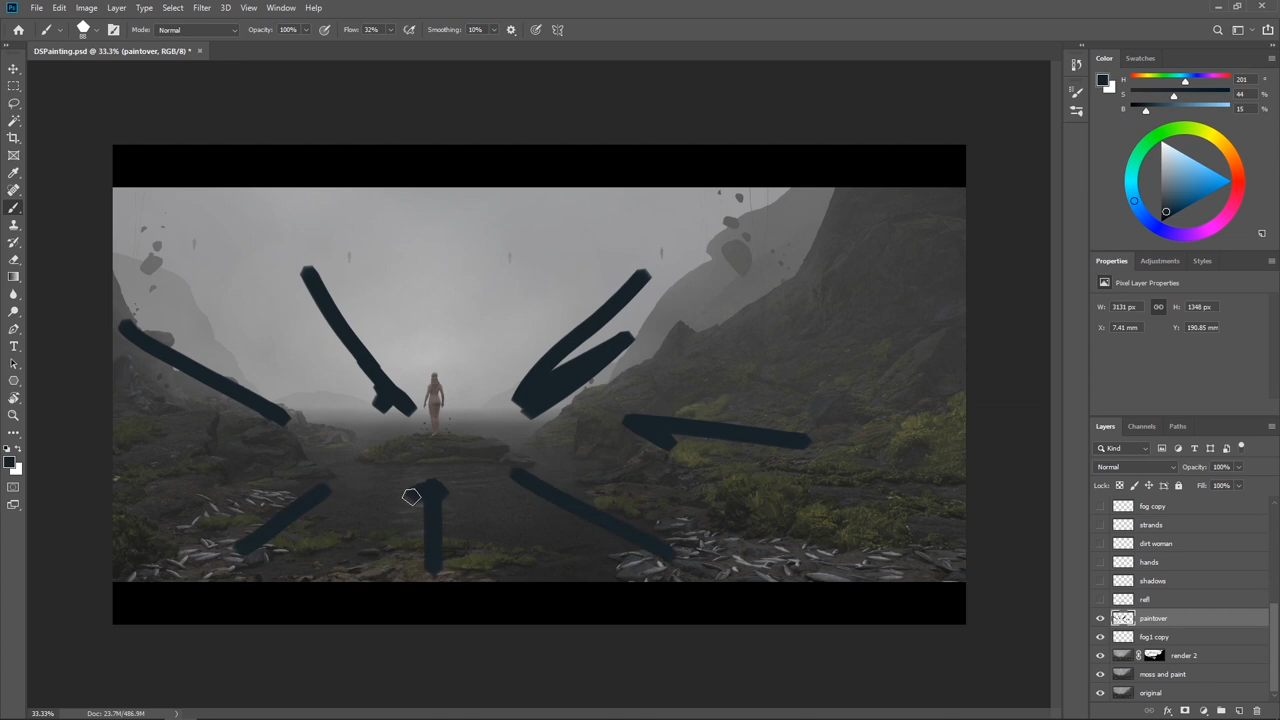 Ps File Edit Image Layer Type Select Filter 3D View Window Help
88 Mode: Normal Opacity: 100% Flow: 32% Smoothing: 10%
DSPainting.psd @ 33.3% (paintover, RGB/8) * ×
Color Swatches
H 201 °
S 44 %
B 15 %
Properties Adjustments Styles
Pixel Layer Properties
W: 3131 px H: 1348 px
X: 7.41 mm Y: 190.85 mm
Layers Channels Paths
Kind
Normal Opacity: 100%
Lock: Fill: 100%
fog copy
strands
dirt woman
hands
shadows
refl
paintover
fog1 copy
render 2
moss and paint
original
33.33% Doc: 23.7M/486.9M
fx